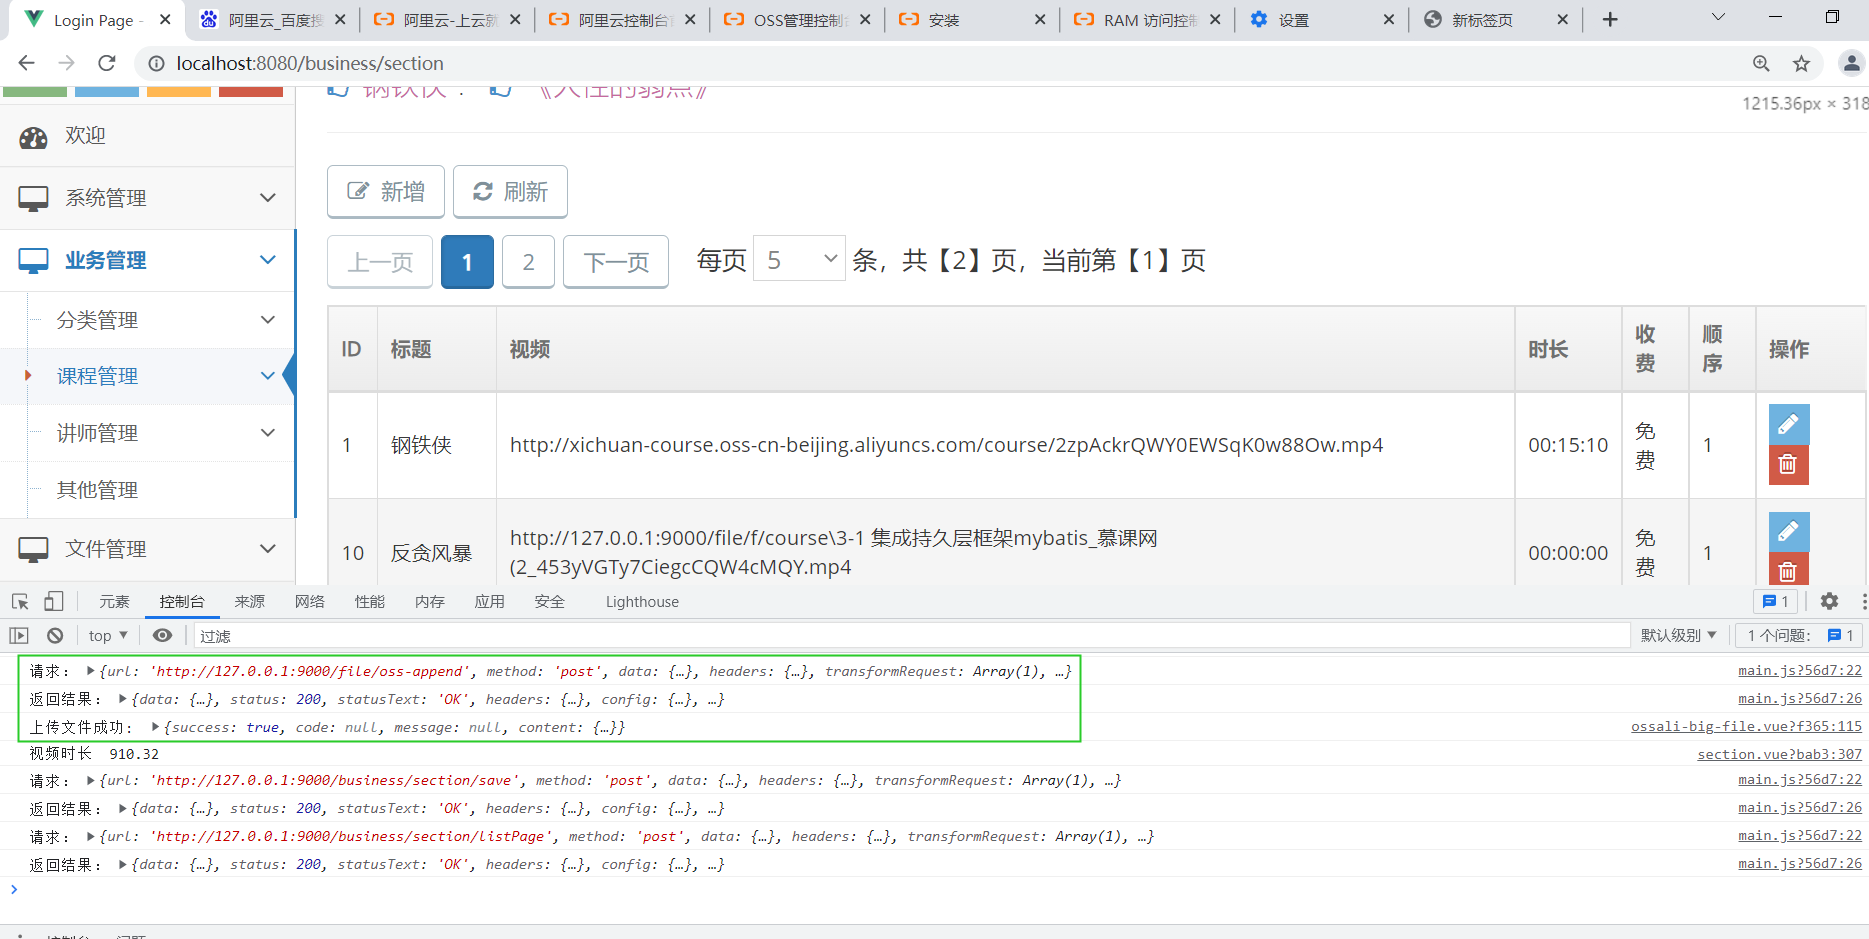 Login Page -
阿里云_百度搜
阿里云-上云就
阿里云控制台首
OSS管理控制台
安装
RAM 访问控制
设置
新标签页
localhost:8080/business/section
钢铁侠 : 《人性的弱点》
1215.36px × 318
欢迎
系统管理
业务管理
分类管理
课程管理
讲师管理
其他管理
文件管理
新增 刷新
上一页 1 2 下一页 每页 5 条，共【2】页，当前第【1】页
ID 标题 视频 时长 收费 顺序 操作
1 钢铁侠 http://xichuan-course.oss-cn-beijing.aliyuncs.com/course/2zpAckrQWY0EWSqK0w88Ow.mp4 00:15:10 免费 1
10 反贪风暴 http://127.0.0.1:9000/file/f/course\3-1 集成持久层框架mybatis_慕课网
(2_453yVGTy7CiegcCQW4cMQY.mp4 00:00:00 免费 1
元素 控制台 来源 网络 性能 内存 应用 安全 Lighthouse 1
top 过滤 默认级别 1 个问题： 1
请求： {url: 'http://127.0.0.1:9000/file/oss-append', method: 'post', data: {…}, headers: {…}, transformRequest: Array(1), …} main.js?56d7:22
返回结果： {data: {…}, status: 200, statusText: 'OK', headers: {…}, config: {…}, …} main.js?56d7:26
上传文件成功： {success: true, code: null, message: null, content: {…}} ossali-big-file.vue?f365:115
视频时长 910.32 section.vue?bab3:307
请求： {url: 'http://127.0.0.1:9000/business/section/save', method: 'post', data: {…}, headers: {…}, transformRequest: Array(1), …} main.js?56d7:22
返回结果： {data: {…}, status: 200, statusText: 'OK', headers: {…}, config: {…}, …} main.js?56d7:26
请求： {url: 'http://127.0.0.1:9000/business/section/listPage', method: 'post', data: {…}, headers: {…}, transformRequest: Array(1), …} main.js?56d7:22
返回结果： {data: {…}, status: 200, statusText: 'OK', headers: {…}, config: {…}, …} main.js?56d7:26